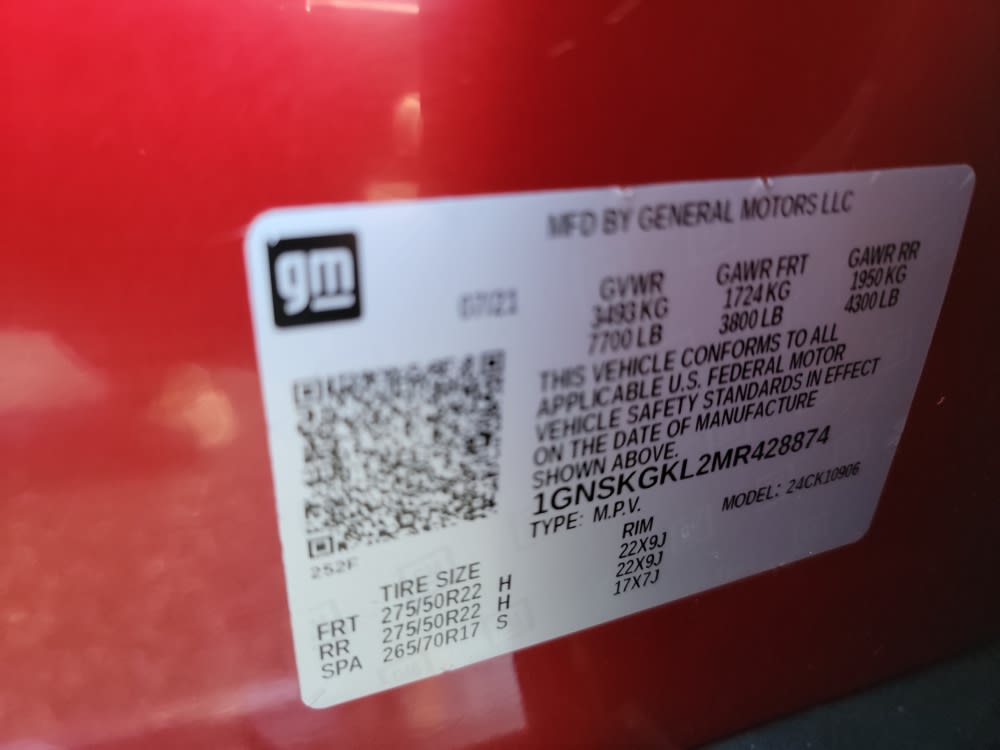 gm
MFD BY GENERAL MOTORS LLC
07/21
GVWR GAWR FRT GAWR RR
3493 KG 1724 KG 1950 KG
7700 LB 3800 LB 4300 LB
THIS VEHICLE CONFORMS TO ALL
APPLICABLE U.S. FEDERAL MOTOR
VEHICLE SAFETY STANDARDS IN EFFECT
ON THE DATE OF MANUFACTURE
SHOWN ABOVE.
1GNSKGKL2MR428874
TYPE: M.P.V. MODEL: 24CK10906
252F
TIRE SIZE RIM
FRT 275/50R22 H 22X9J
RR 275/50R22 H 22X9J
SPA 265/70R17 S 17X7J